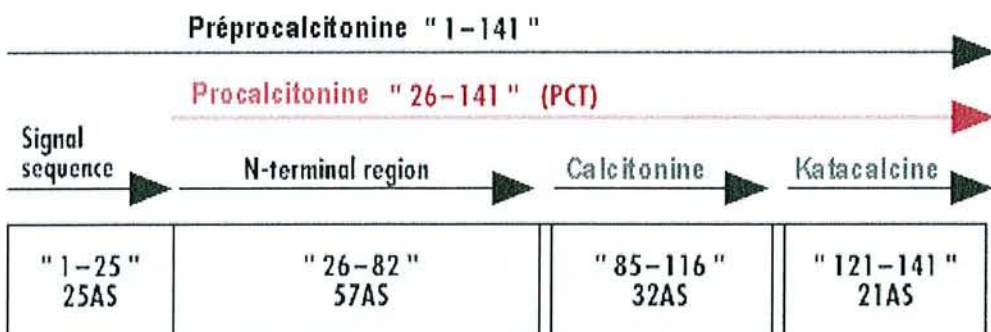 Préprocalcitonine " 1–141 "
Procalcitonine " 26–141 " (PCT)
Signal
sequence
N-terminal region
Calcitonine
Katacalcine
" 1–25 "
25AS
" 26–82 "
57AS
" 85–116 "
32AS
" 121–141 "
21AS